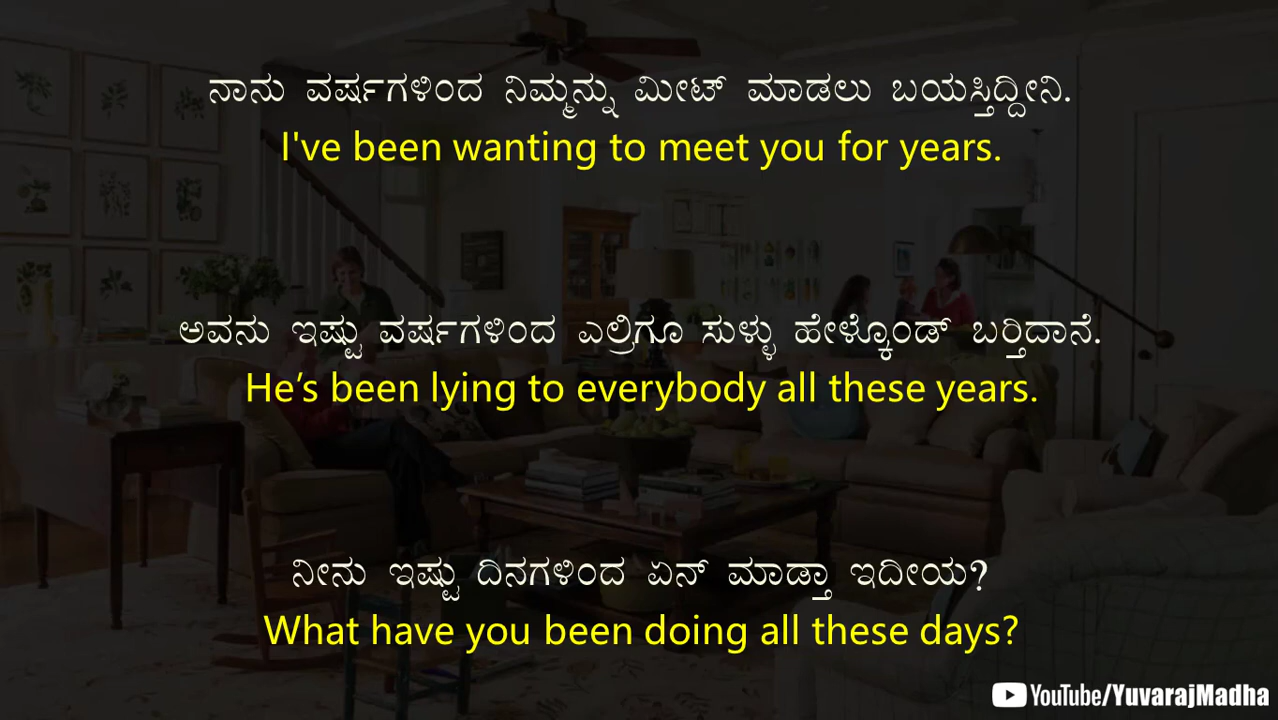 ನಾನು ವರ್ಷಗಳಿಂದ ನಿಮ್ಮನ್ನು ಮೀಟ್ ಮಾಡಲು ಬಯಸ್ತಿದ್ದೀನಿ.
I've been wanting to meet you for years.
ಅವನು ಇಷ್ಟು ವರ್ಷಗಳಿಂದ ಎಲ್ರಿಗೂ ಸುಳ್ಳು ಹೇಳ್ಕೊಂಡ್ ಬರ‍್ತಿದಾನೆ.
He’s been lying to everybody all these years.
ನೀನು ಇಷ್ಟು ದಿನಗಳಿಂದ ಏನ್ ಮಾಡ್ತಾ ಇದೀಯ?
What have you been doing all these days?
YouTube/YuvarajMadha